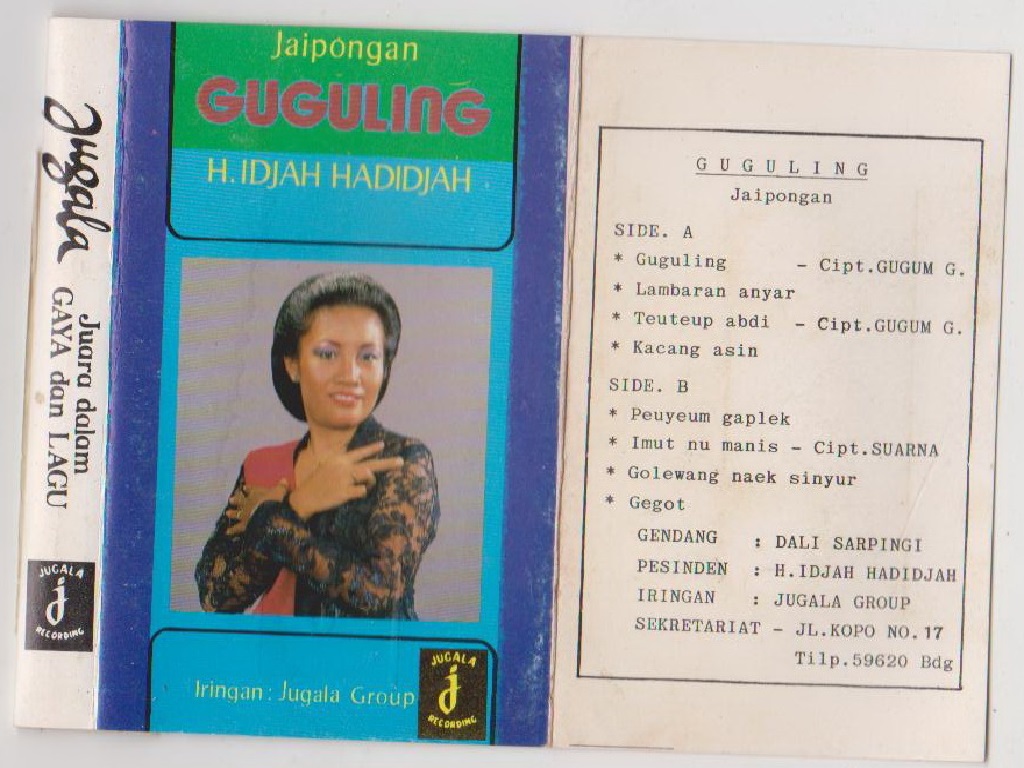 Jugala
Juara dalam
GAYA dan LAGU
JUGALA
j
RECORDING
Jaipongan
GUGULING
H. IDJAH HADIDJAH
Iringan : Jugala Group
JUGALA
j
RECORDING
GUGULING
Jaipongan
SIDE. A
* Guguling - Cipt.GUGUM G.
* Lambaran anyar
* Teuteup abdi - Cipt.GUGUM G.
* Kacang asin
SIDE. B
* Peuyeum gaplek
* Imut nu manis - Cipt.SUARNA
* Golewang naek sinyur
* Gegot
GENDANG : DALI SARPINGI
PESINDEN : H.IDJAH HADIDJAH
IRINGAN : JUGALA GROUP
SEKRETARIAT - JL.KOPO NO.17
Tilp.59620 Bdg